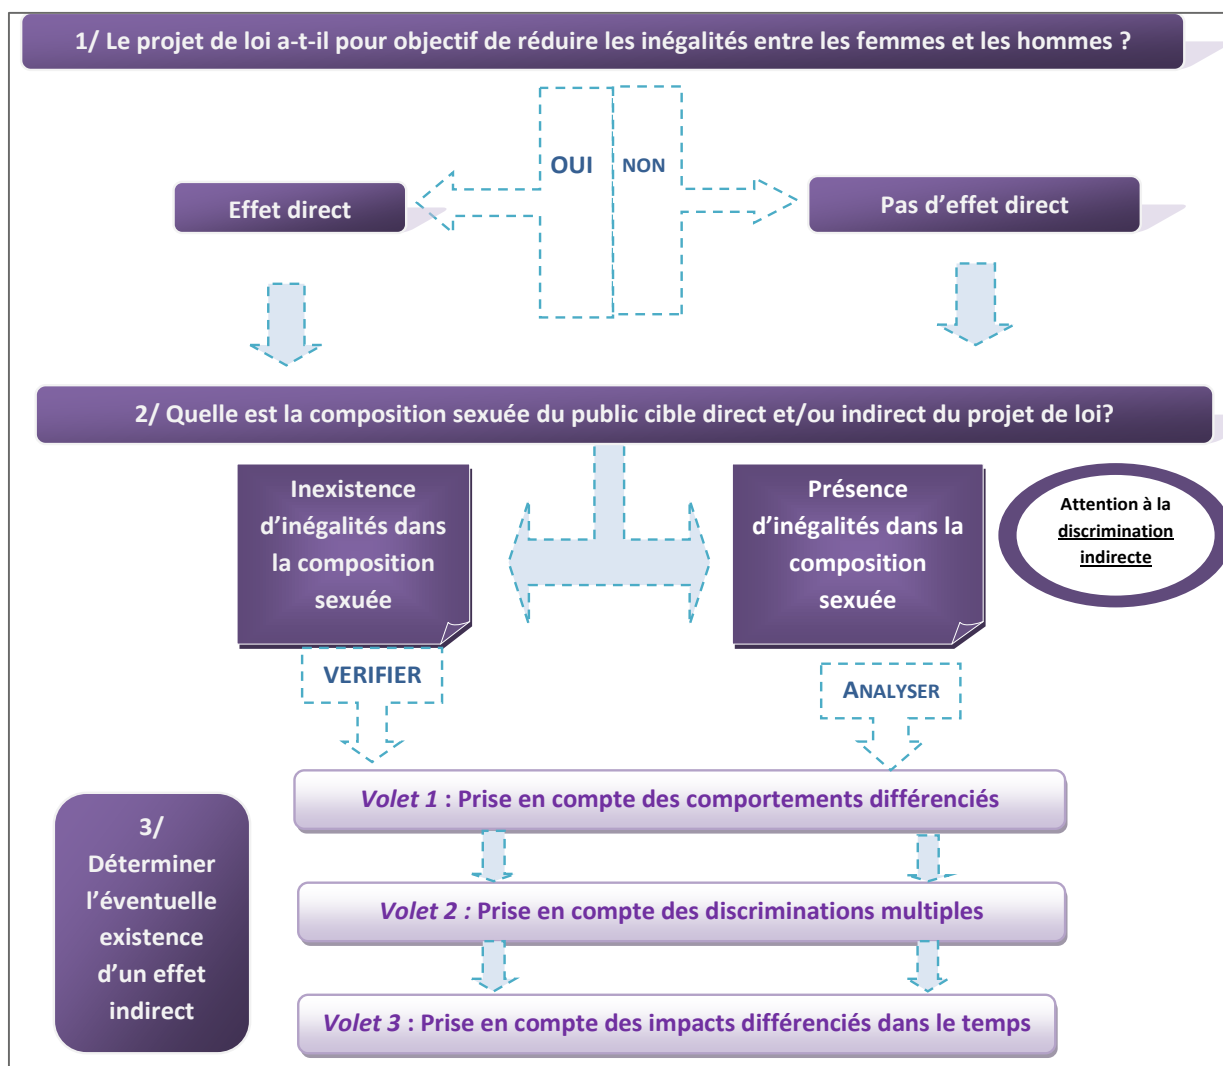 1/ Le projet de loi a-t-il pour objectif de réduire les inégalités entre les femmes et les hommes ?
OUI
NON
Effet direct
Pas d’effet direct
2/ Quelle est la composition sexuée du public cible direct et/ou indirect du projet de loi?
Inexistence
d’inégalités dans
la composition
sexuée
Présence
d’inégalités dans la
composition
sexuée
Attention à la
discrimination
indirecte
VERIFIER
ANALYSER
3/
Déterminer
l’éventuelle
existence
d’un effet
indirect
Volet 1 : Prise en compte des comportements différenciés
Volet 2 : Prise en compte des discriminations multiples
Volet 3 : Prise en compte des impacts différenciés dans le temps